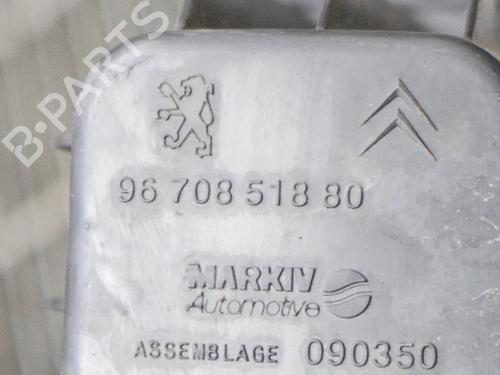 B-PARTS
96 708 518 80
MARKIV
Automotive
ASSEMBLAGE 090350